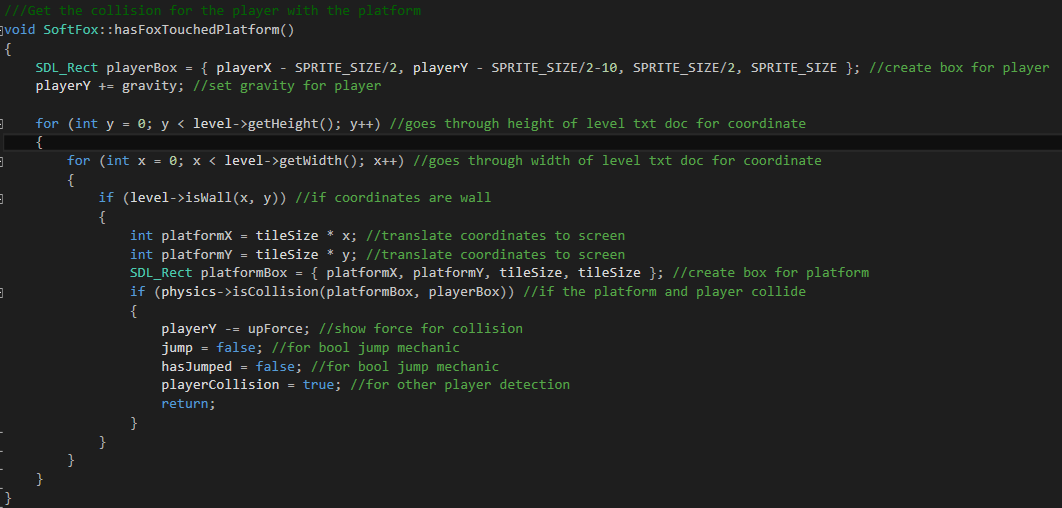 ///Get the collision for the player with the platform
void SoftFox::hasFoxTouchedPlatform()
{
    SDL_Rect playerBox = { playerX - SPRITE_SIZE/2, playerY - SPRITE_SIZE/2-10, SPRITE_SIZE/2, SPRITE_SIZE }; //create box for player
    playerY += gravity; //set gravity for player

    for (int y = 0; y < level->getHeight(); y++) //goes through height of level txt doc for coordinate
    {
        for (int x = 0; x < level->getWidth(); x++) //goes through width of level txt doc for coordinate
        {
            if (level->isWall(x, y)) //if coordinates are wall
            {
                int platformX = tileSize * x; //translate coordinates to screen
                int platformY = tileSize * y; //translate coordinates to screen
                SDL_Rect platformBox = { platformX, platformY, tileSize, tileSize }; //create box for platform
                if (physics->isCollision(platformBox, playerBox)) //if the platform and player collide
                {
                    playerY -= upForce; //show force for collision
                    jump = false; //for bool jump mechanic
                    hasJumped = false; //for bool jump mechanic
                    playerCollision = true; //for other player detection
                    return;
                }
            }
        }
    }
}